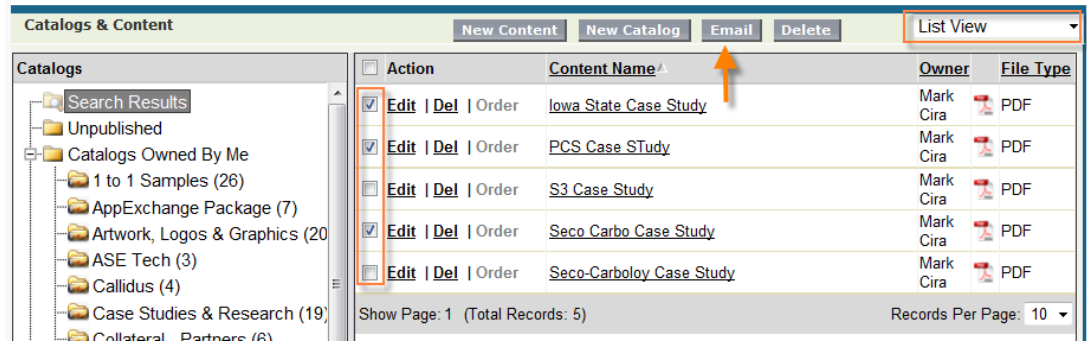 Catalogs & Content
New Content New Catalog Email Delete List View
Catalogs
Search Results
Unpublished
Catalogs Owned By Me
1 to 1 Samples (26)
AppExchange Package (7)
Artwork, Logos & Graphics (20
ASE Tech (3)
Callidus (4)
Case Studies & Research (19)
Collateral - Partners (6)
Action Content Name Owner File Type
Edit | Del | Order Iowa State Case Study Mark Cira PDF
Edit | Del | Order PCS Case STudy Mark Cira PDF
Edit | Del | Order S3 Case Study Mark Cira PDF
Edit | Del | Order Seco Carbo Case Study Mark Cira PDF
Edit | Del | Order Seco-Carboloy Case Study Mark Cira PDF
Show Page: 1 (Total Records: 5) Records Per Page: 10